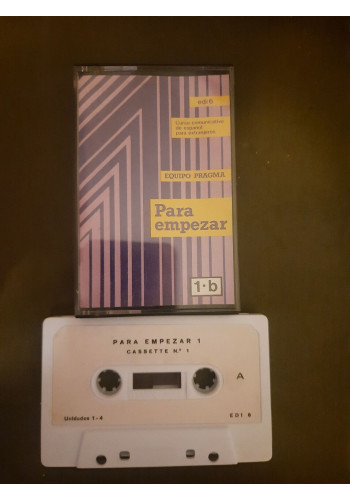 edi-6
Curso comunicativo
de español
para extranjeros
EQUIPO PRAGMA
Para
empezar
1·b
PARA EMPEZAR 1
CASSETTE N.º 1
A
Unidades 1-4
EDI 6